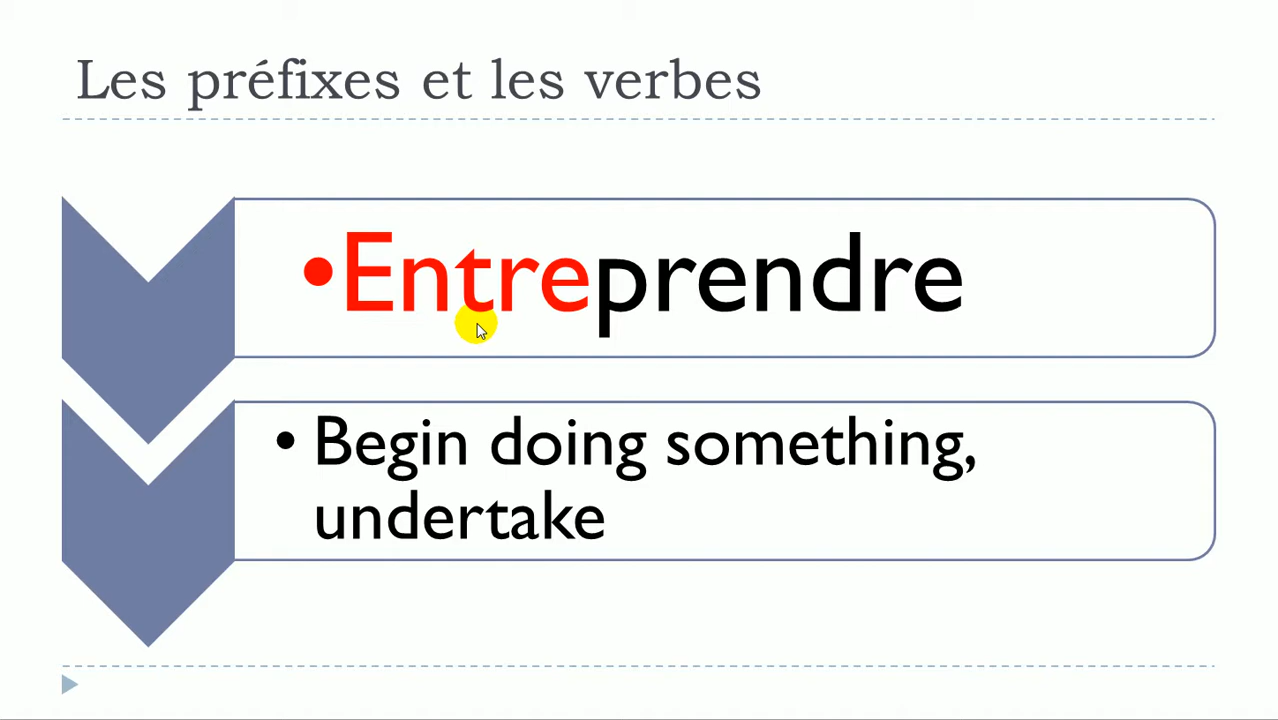 Les préfixes et les verbes
•Entreprendre
• Begin doing something,
undertake